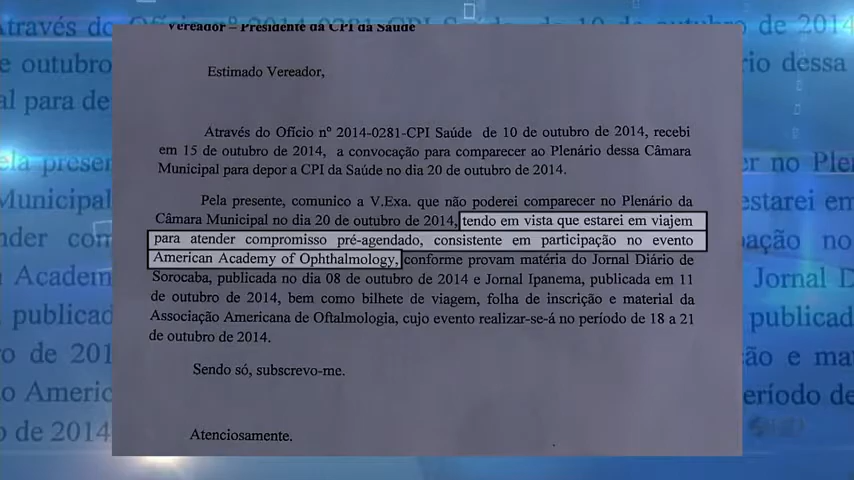 Vereador – Presidente da CPI da Saúde
Estimado Vereador,
Através do Ofício nº 2014-0281-CPI Saúde de 10 de outubro de 2014, recebi
em 15 de outubro de 2014, a convocação para comparecer ao Plenário dessa Câmara
Municipal para depor a CPI da Saúde no dia 20 de outubro de 2014.
Pela presente, comunico a V.Exa. que não poderei comparecer no Plenário da
Câmara Municipal no dia 20 de outubro de 2014, tendo em vista que estarei em viajem
para atender compromisso pré-agendado, consistente em participação no evento
American Academy of Ophthalmology, conforme provam matéria do Jornal Diário de
Sorocaba, publicada no dia 08 de outubro de 2014 e Jornal Ipanema, publicada em 11
de outubro de 2014, bem como bilhete de viagem, folha de inscrição e material da
Associação Americana de Oftalmologia, cujo evento realizar-se-á no período de 18 a 21
de outubro de 2014.
Sendo só, subscrevo-me.
Atenciosamente.